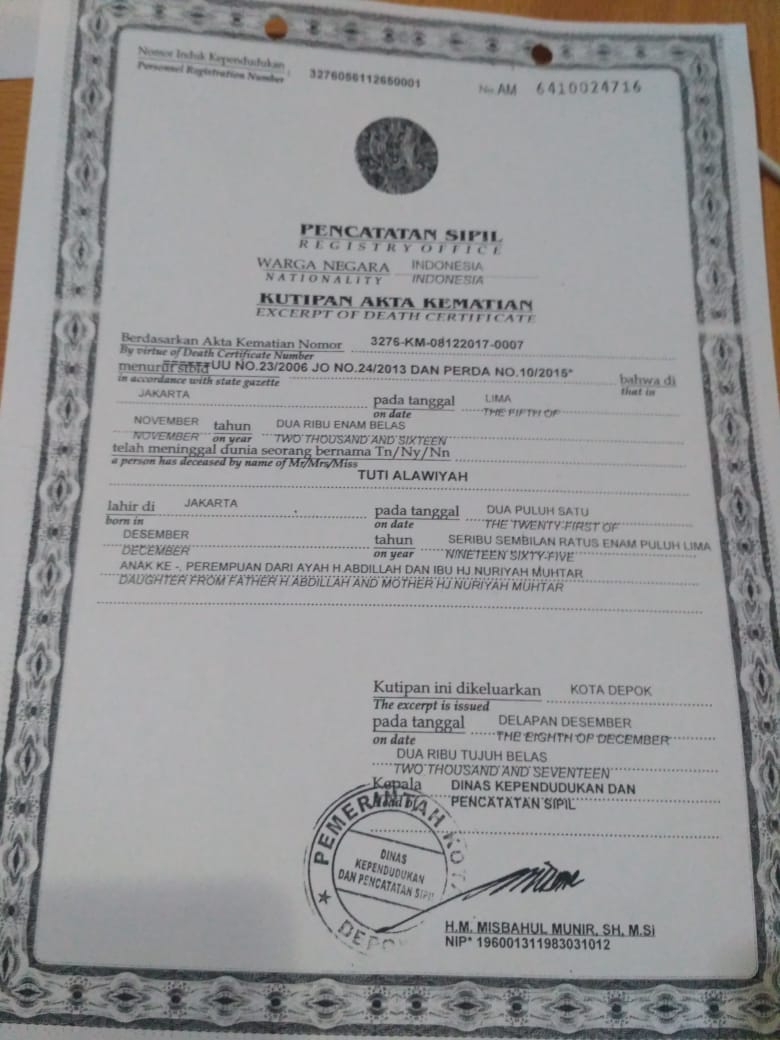 Nomor Induk Kependudukan
Personnel Registration Number : 3276056112650001
No AM 6410024716
PENCATATAN SIPIL
REGISTRY OFFICE
WARGA NEGARA INDONESIA
NATIONALITY INDONESIA
KUTIPAN AKTA KEMATIAN
EXCERPT OF DEATH CERTIFICATE
Berdasarkan Akta Kematian Nomor 3276-KM-08122017-0007
By virtue of Death Certificate Number
menurut stbld UU NO.23/2006 JO NO.24/2013 DAN PERDA NO.10/2015* bahwa di
in accordance with state gazette that in
JAKARTA pada tanggal LIMA
on date THE FIFTH OF
NOVEMBER tahun DUA RIBU ENAM BELAS
NOVEMBER on year TWO THOUSAND AND SIXTEEN
telah meninggal dunia seorang bernama Tn/Ny/Nn
a person has deceased by name of Mr/Mrs/Miss
TUTI ALAWIYAH
lahir di JAKARTA pada tanggal DUA PULUH SATU
born in on date THE TWENTY-FIRST OF
DESEMBER tahun SERIBU SEMBILAN RATUS ENAM PULUH LIMA
DECEMBER on year NINETEEN SIXTY-FIVE
ANAK KE -, PEREMPUAN DARI AYAH H.ABDILLAH DAN IBU HJ.NURIYAH MUHTAR
DAUGHTER FROM FATHER H.ABDILLAH AND MOTHER HJ.NURIYAH MUHTAR
Kutipan ini dikeluarkan KOTA DEPOK
The excerpt is issued
pada tanggal DELAPAN DESEMBER
on date THE EIGHTH OF DECEMBER
DUA RIBU TUJUH BELAS
TWO THOUSAND AND SEVENTEEN
Kepala DINAS KEPENDUDUKAN DAN
Head by PENCATATAN SIPIL
PEMERINTAH KOTA
DINAS
KEPENDUDUKAN
DAN PENCATATAN SIPIL
DEPOK
H.M. MISBAHUL MUNIR, SH, M.Si
NIP* 196001311983031012